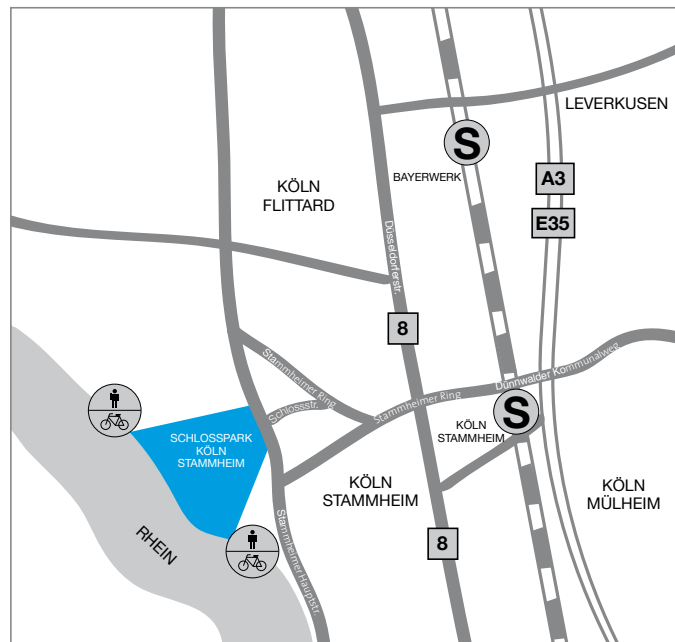 LEVERKUSEN
S
BAYERWERK
A3
E35
KÖLN
FLITTARD
Düsseldorferstr.
8
Stammheimer Ring
Dünnwalder Kommunalweg
Schlossstr.
Stammheimer Ring
S
KÖLN
STAMMHEIM
SCHLOSSPARK
KÖLN
STAMMHEIM
KÖLN
STAMMHEIM
KÖLN
MÜLHEIM
RHEIN
8
Stammheimer Hauptstr.